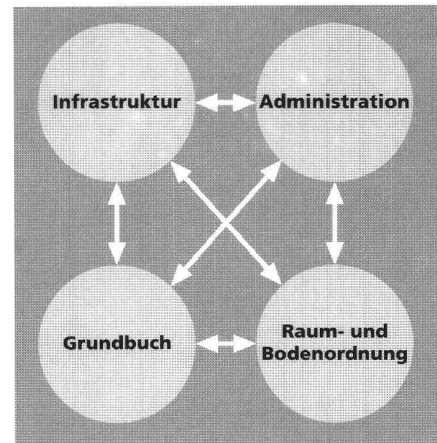 Infrastruktur
Administration
Grundbuch
Raum- und
Bodenordnung